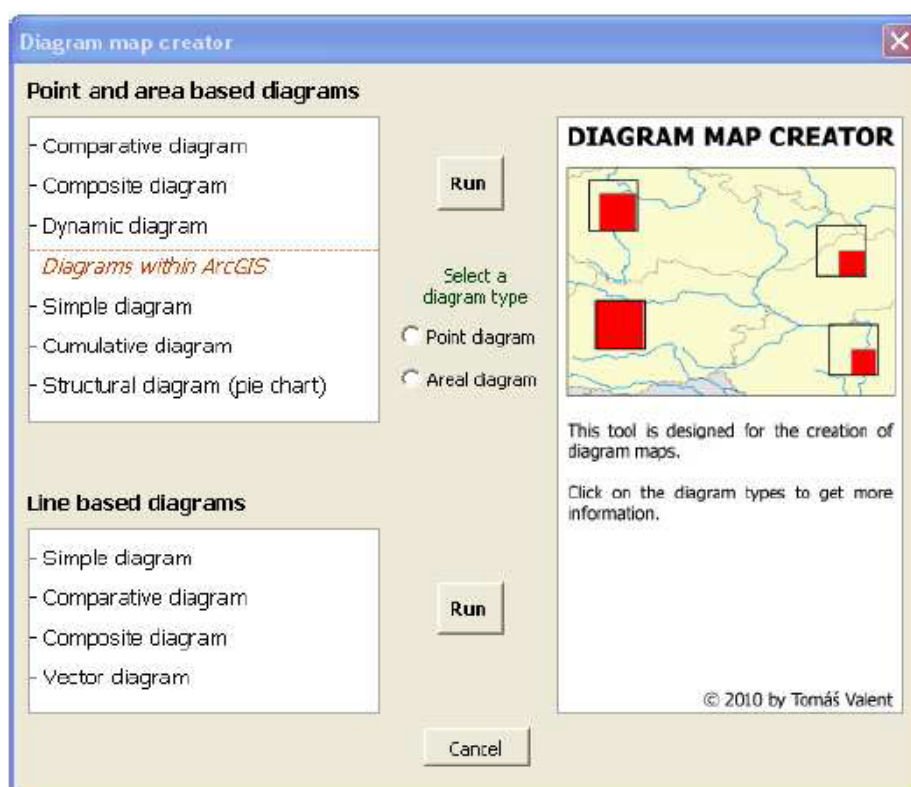 Diagram map creator
Point and area based diagrams
- Comparative diagram
- Composite diagram
- Dynamic diagram
Diagrams within ArcGIS
- Simple diagram
- Cumulative diagram
- Structural diagram (pie chart)
Run
Select a
diagram type
Point diagram
Areal diagram
Line based diagrams
- Simple diagram
- Comparative diagram
- Composite diagram
- Vector diagram
Run
Cancel
DIAGRAM MAP CREATOR
This tool is designed for the creation of
diagram maps.
Click on the diagram types to get more
information.
© 2010 by Tomáš Valent